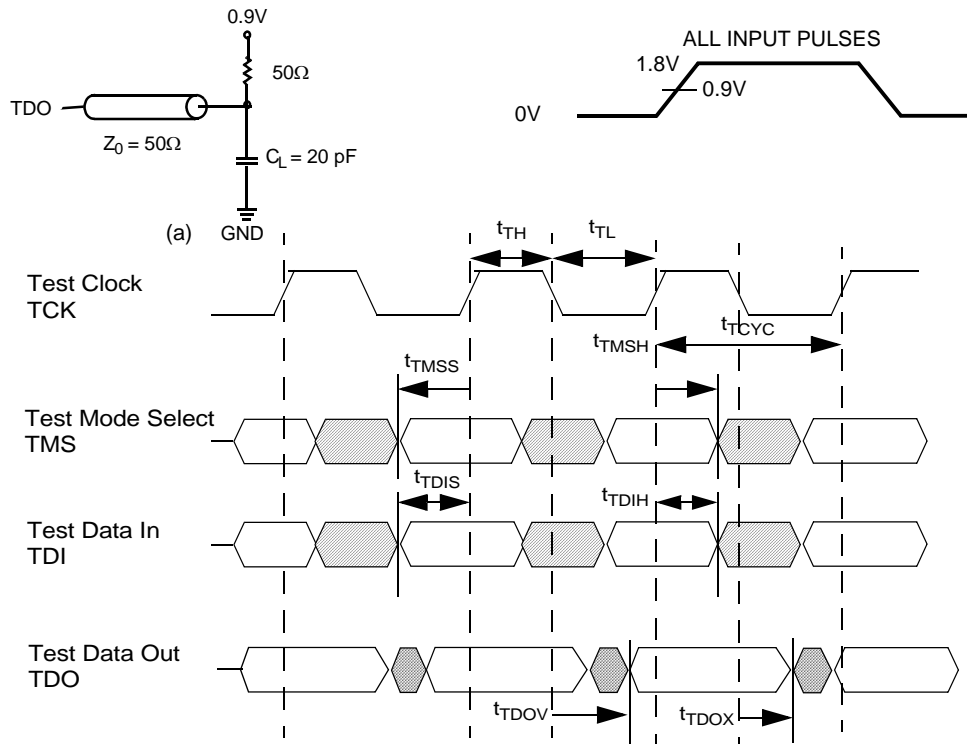 0.9V
50Ω
TDO
Z0 = 50Ω
CL = 20 pF
(a)
GND
ALL INPUT PULSES
1.8V
0.9V
0V
tTH
tTL
Test Clock
TCK
tTMSH
tTCYC
tTMSS
Test Mode Select
TMS
tTDIS
tTDIH
Test Data In
TDI
Test Data Out
TDO
tTDOV
tTDOX